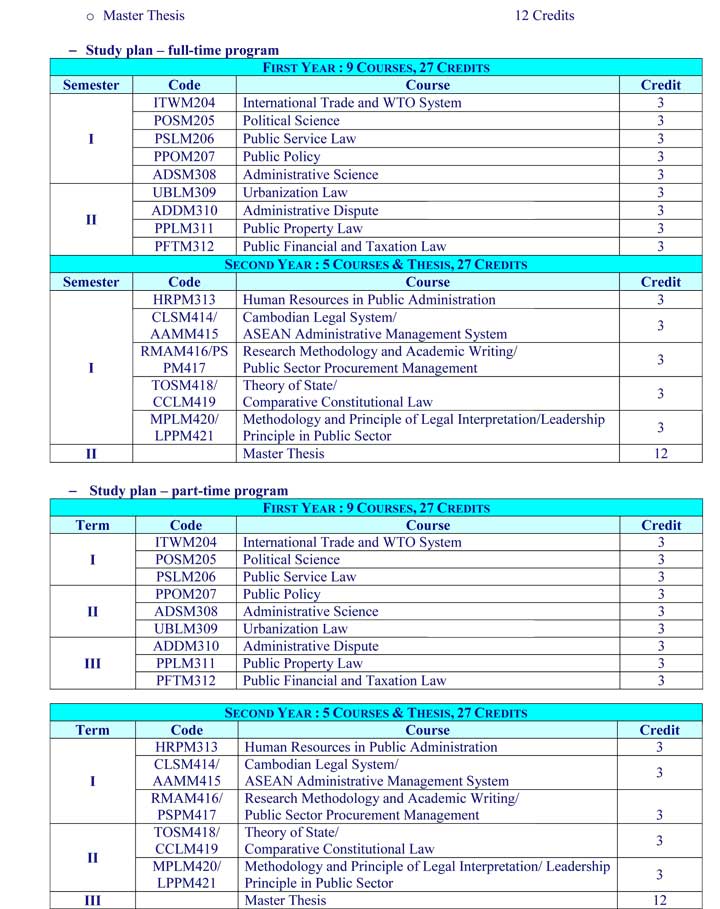 o Master Thesis 12 Credits
– Study plan – full-time program
FIRST YEAR : 9 COURSES, 27 CREDITS
Semester Code Course Credit
I
ITWM204 International Trade and WTO System 3
POSM205 Political Science 3
PSLM206 Public Service Law 3
PPOM207 Public Policy 3
ADSM308 Administrative Science 3
II
UBLM309 Urbanization Law 3
ADDM310 Administrative Dispute 3
PPLM311 Public Property Law 3
PFTM312 Public Financial and Taxation Law 3
SECOND YEAR : 5 COURSES & THESIS, 27 CREDITS
Semester Code Course Credit
I
HRPM313 Human Resources in Public Administration 3
CLSM414/ Cambodian Legal System/
AAMM415 ASEAN Administrative Management System 3
RMAM416/PS Research Methodology and Academic Writing/
PM417 Public Sector Procurement Management 3
TOSM418/ Theory of State/
CCLM419 Comparative Constitutional Law 3
MPLM420/ Methodology and Principle of Legal Interpretation/Leadership
LPPM421 Principle in Public Sector 3
II Master Thesis 12
– Study plan – part-time program
FIRST YEAR : 9 COURSES, 27 CREDITS
Term Code Course Credit
I
ITWM204 International Trade and WTO System 3
POSM205 Political Science 3
PSLM206 Public Service Law 3
II
PPOM207 Public Policy 3
ADSM308 Administrative Science 3
UBLM309 Urbanization Law 3
III
ADDM310 Administrative Dispute 3
PPLM311 Public Property Law 3
PFTM312 Public Financial and Taxation Law 3
SECOND YEAR : 5 COURSES & THESIS, 27 CREDITS
Term Code Course Credit
I
HRPM313 Human Resources in Public Administration 3
CLSM414/ Cambodian Legal System/
AAMM415 ASEAN Administrative Management System 3
RMAM416/ Research Methodology and Academic Writing/
PSPM417 Public Sector Procurement Management 3
II
TOSM418/ Theory of State/
CCLM419 Comparative Constitutional Law 3
MPLM420/ Methodology and Principle of Legal Interpretation/ Leadership
LPPM421 Principle in Public Sector 3
III Master Thesis 12